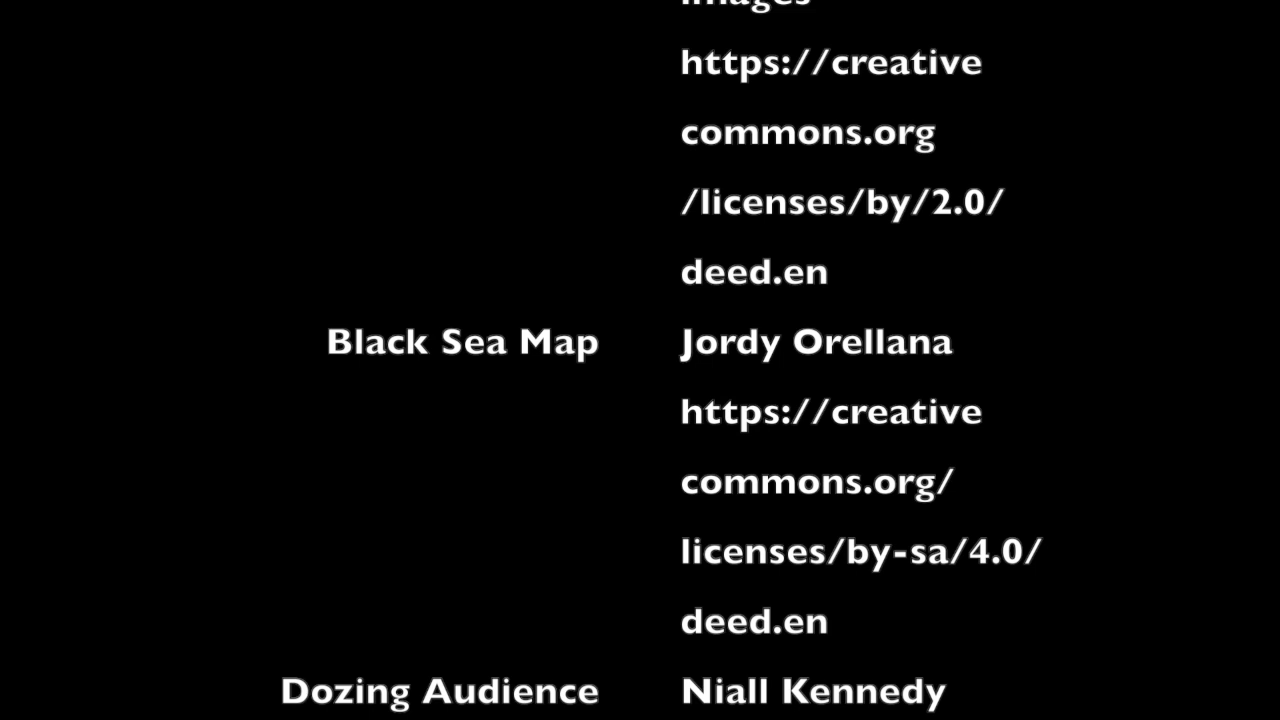 images
https://creative
commons.org
/licenses/by/2.0/
deed.en
Black Sea Map Jordy Orellana
https://creative
commons.org/
licenses/by-sa/4.0/
deed.en
Dozing Audience Niall Kennedy